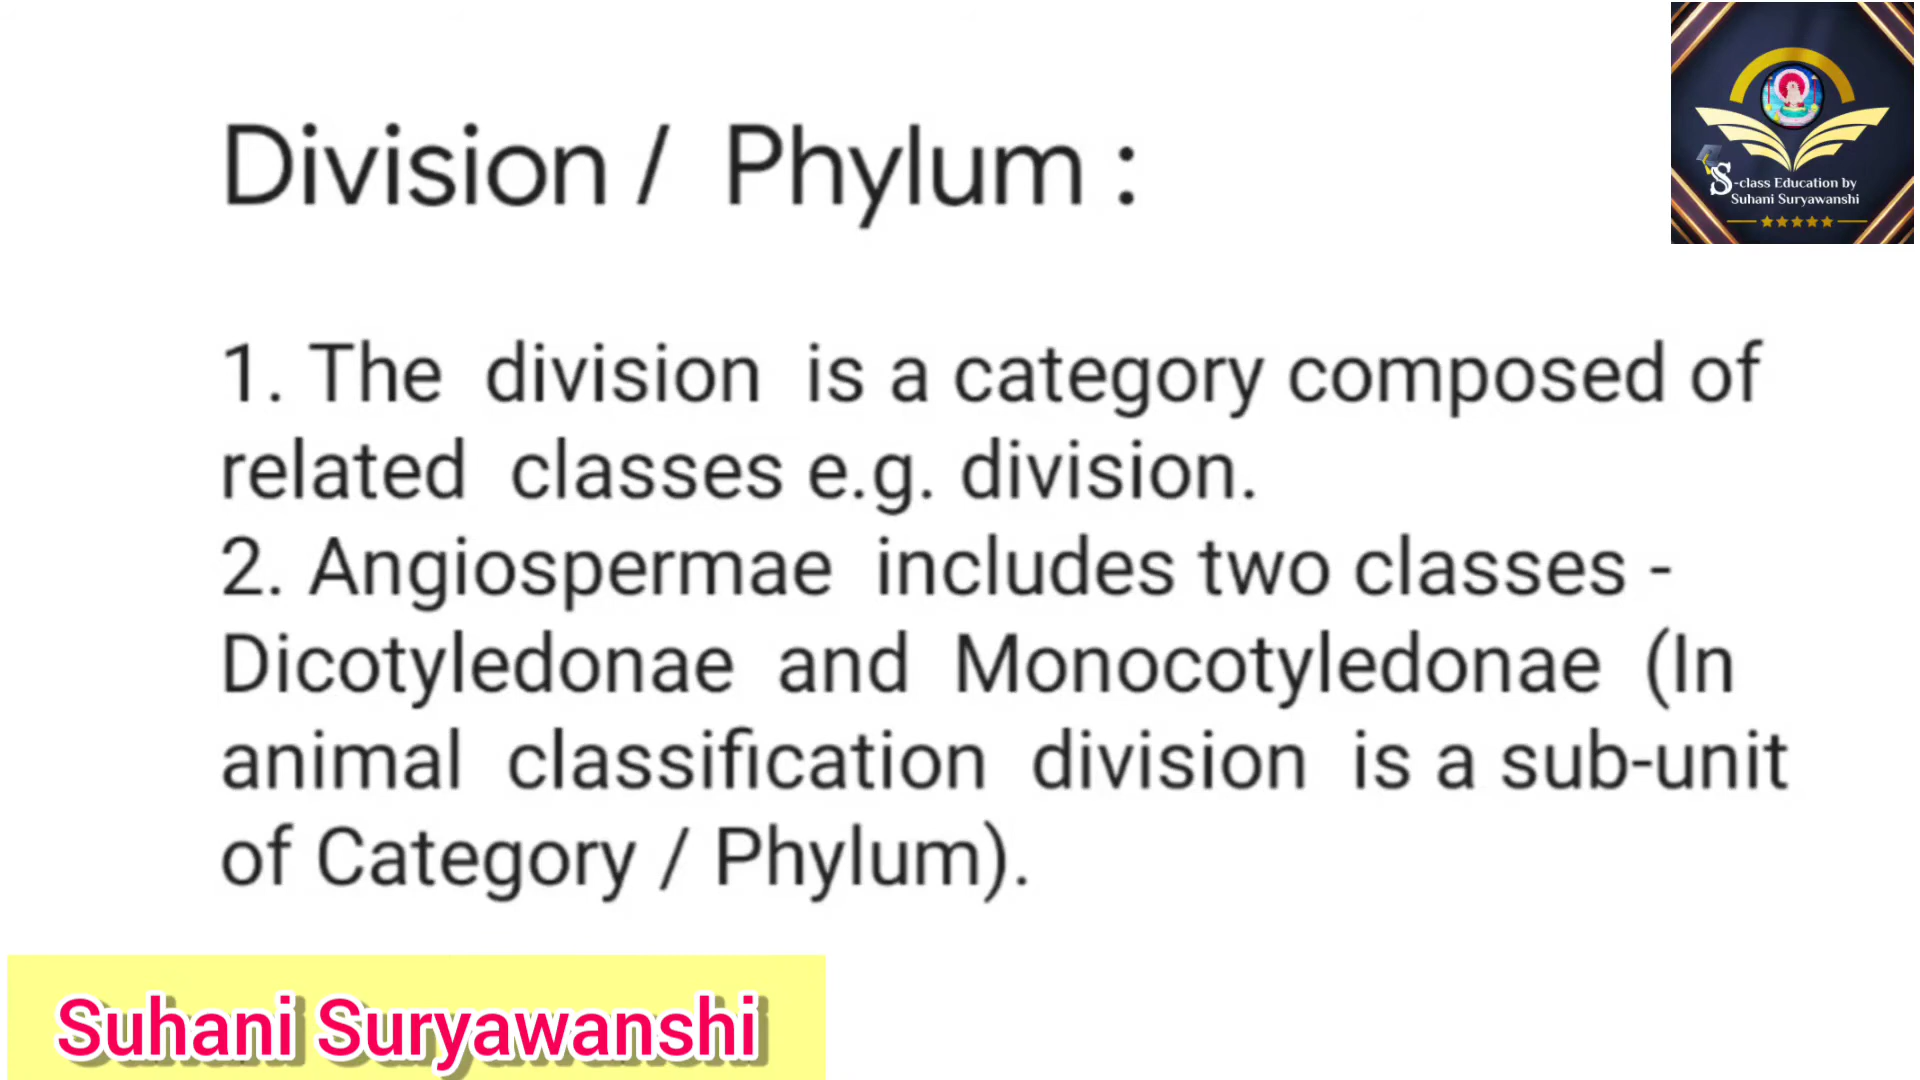 Division / Phylum :
S-class Education by
Suhani Suryawanshi
1. The division is a category composed of
related classes e.g. division.
2. Angiospermae includes two classes -
Dicotyledonae and Monocotyledonae (In
animal classification division is a sub-unit
of Category / Phylum).
Suhani Suryawanshi